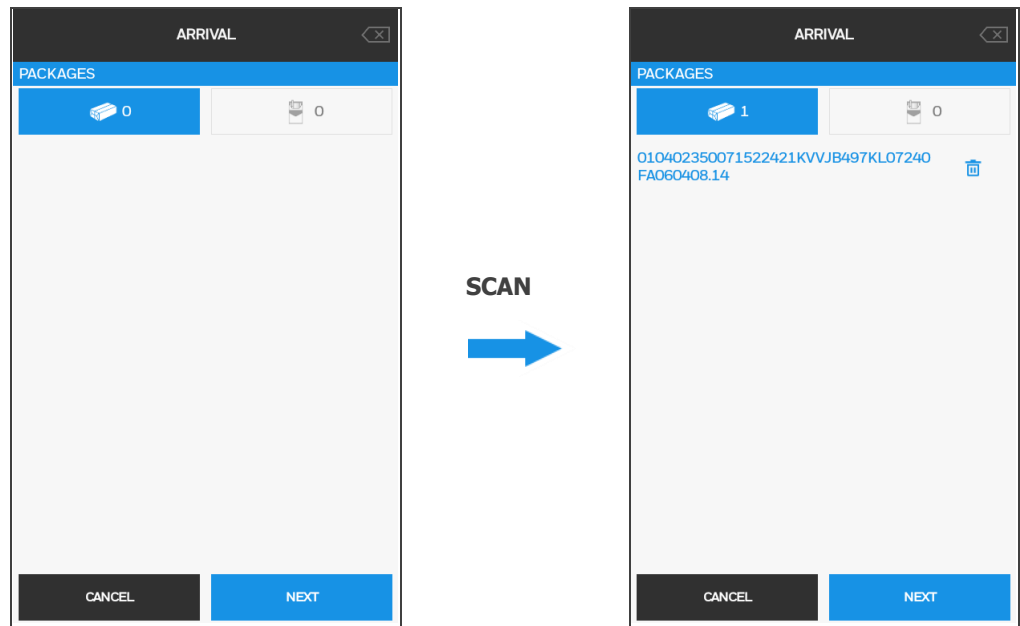 ARRIVAL
PACKAGES
0
0
CANCEL
NEXT
SCAN
ARRIVAL
PACKAGES
1
0
010402350071522421KVVJB497KL07240
FA060408.14
CANCEL
NEXT